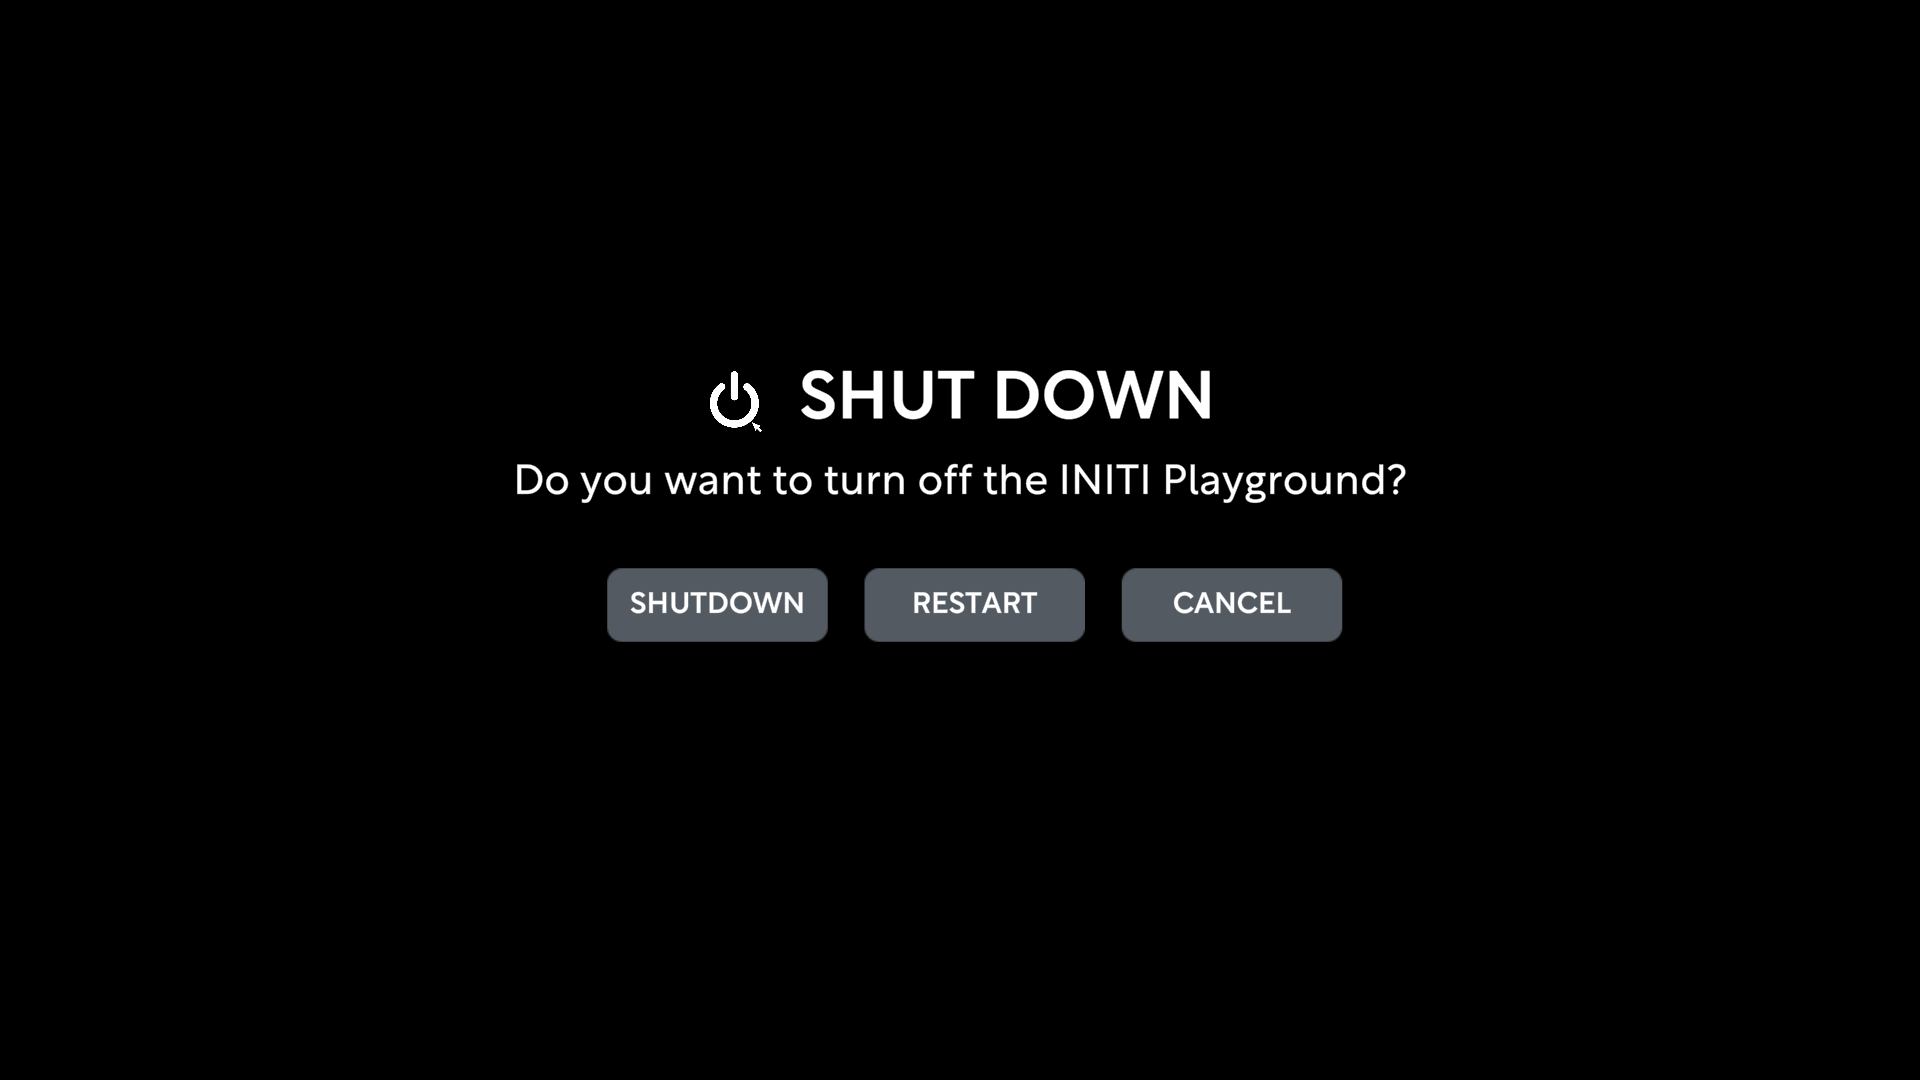 SHUT DOWN
Do you want to turn off the INITI Playground?
SHUTDOWN
RESTART
CANCEL